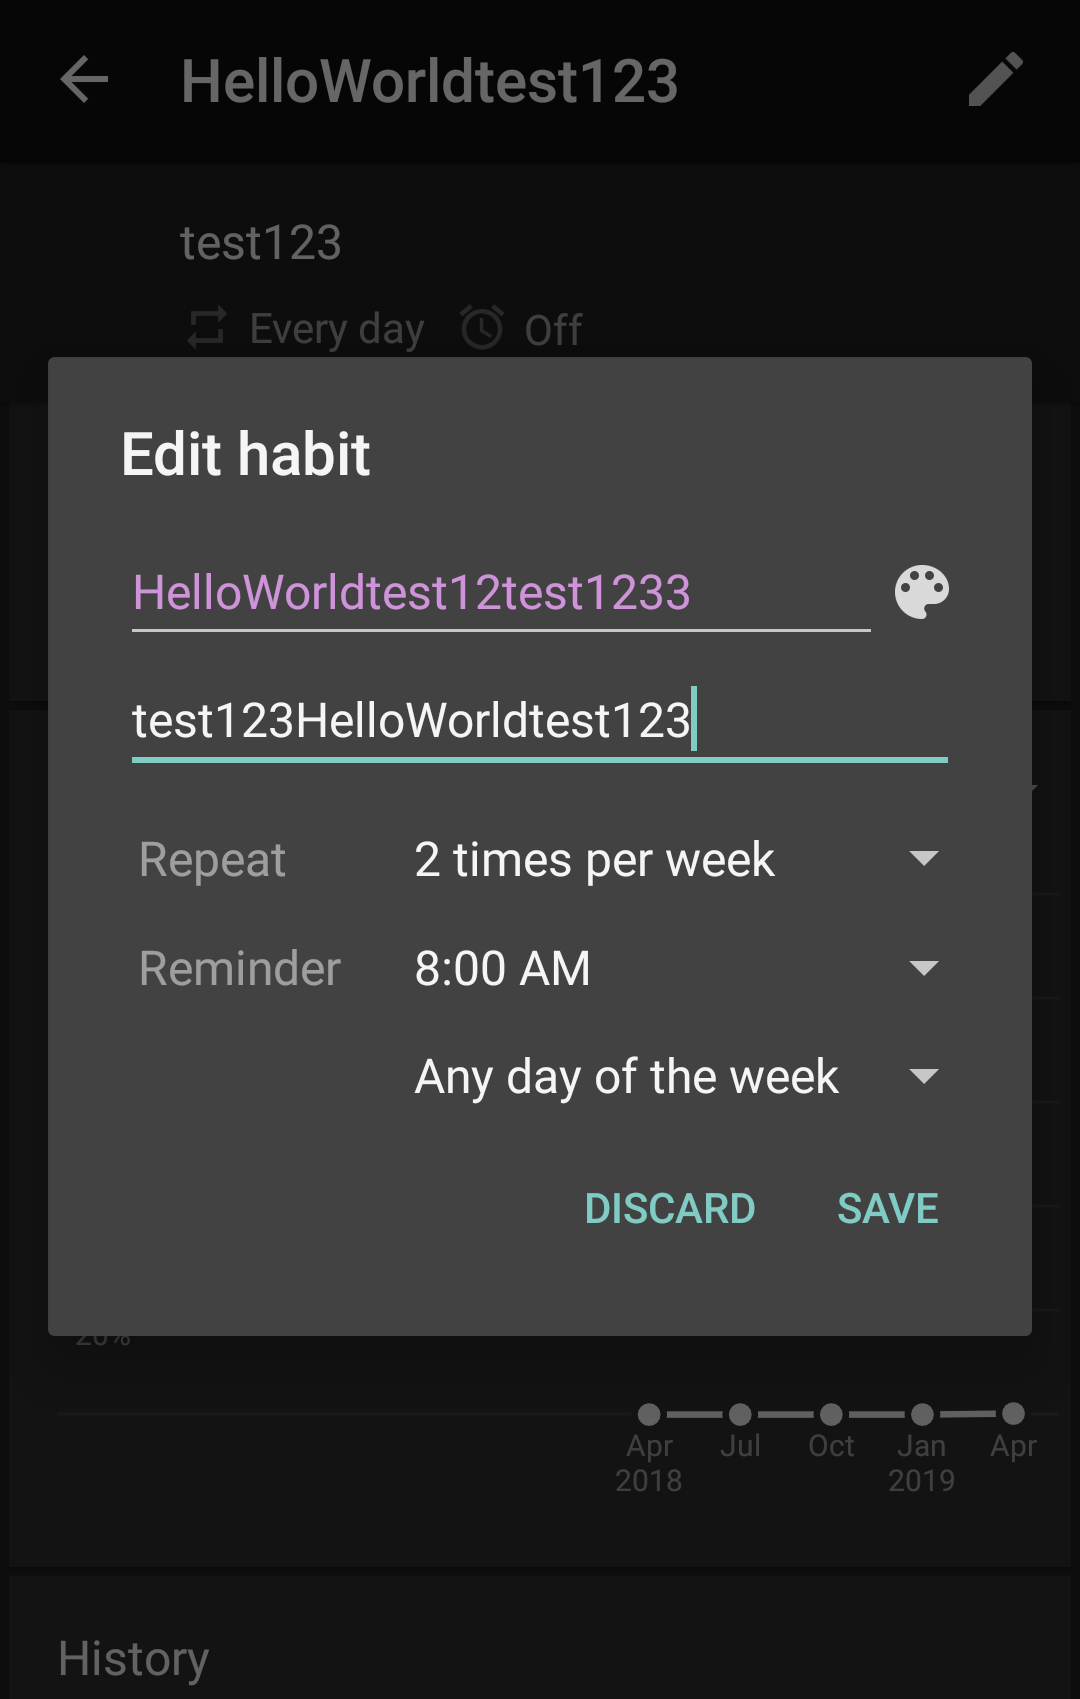 HelloWorldtest123
test123
Every day Off
Edit habit
HelloWorldtest12test1233
test123HelloWorldtest123
Repeat 2 times per week
Reminder 8:00 AM
Any day of the week
DISCARD SAVE
20%
Apr Jul Oct Jan Apr
2018 2019
History